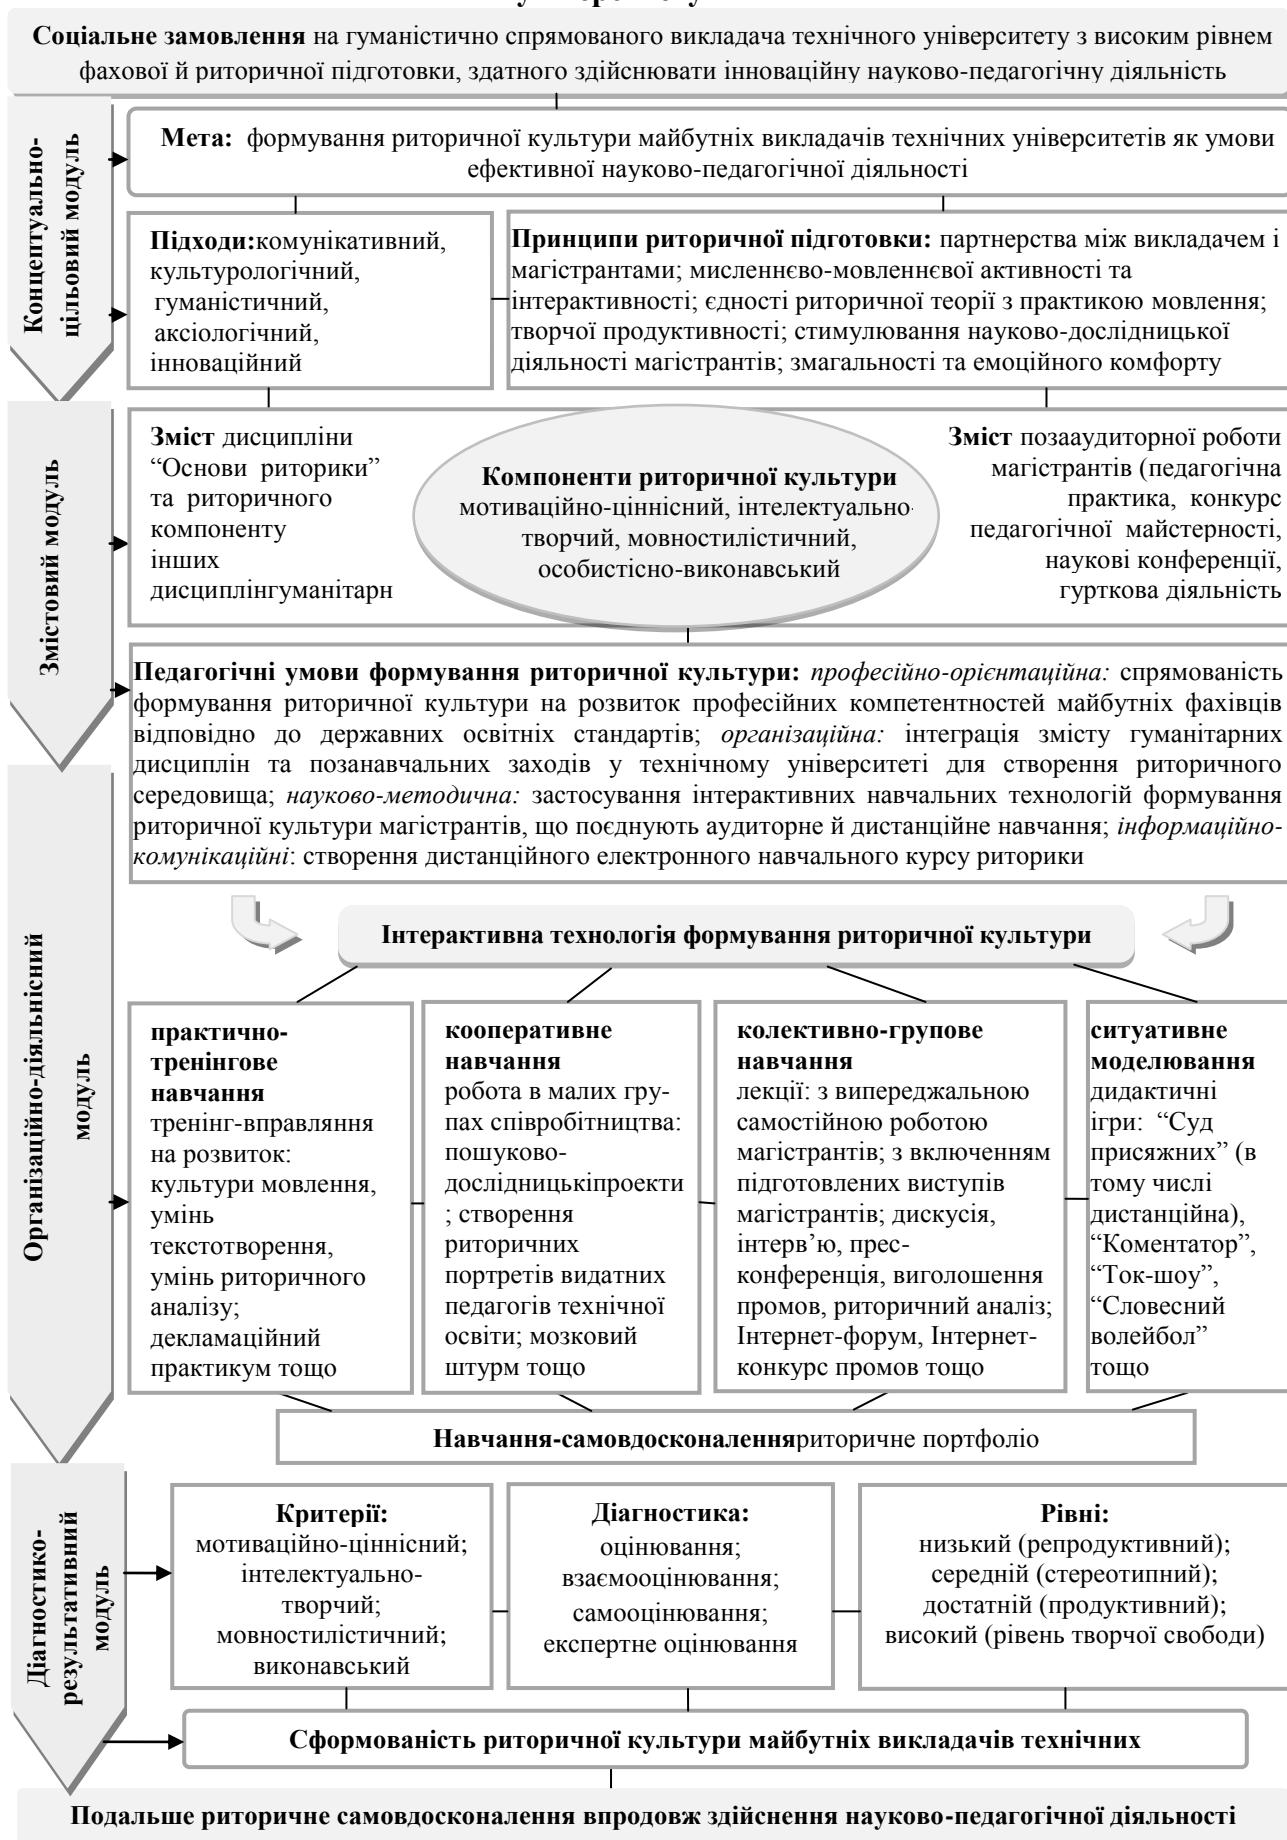 Соціальне замовлення на гуманістично спрямованого викладача технічного університету з високим рівнем
фахової й риторичної підготовки, здатного здійснювати інноваційну науково-педагогічну діяльність
Концептуально-
цільовий модуль
Мета: формування риторичної культури майбутніх викладачів технічних університетів як умови
ефективної науково-педагогічної діяльності
Підходи:комунікативний,
культурологічний,
гуманістичний,
аксіологічний,
інноваційний
Принципи риторичної підготовки: партнерства між викладачем і
магістрантами; мисленнєво-мовленнєвої активності та
інтерактивності; єдності риторичної теорії з практикою мовлення;
творчої продуктивності; стимулювання науково-дослідницької
діяльності магістрантів; змагальності та емоційного комфорту
Змістовий модуль
Зміст дисципліни
“Основи риторики”
та риторичного
компоненту
інших
дисциплінгуманітарн
Компоненти риторичної культури
мотиваційно-ціннісний, інтелектуально-
творчий, мовностилістичний,
особистісно-виконавський
Зміст позааудиторної роботи
магістрантів (педагогічна
практика, конкурс
педагогічної майстерності,
наукові конференції,
гурткова діяльність
Педагогічні умови формування риторичної культури: професійно-орієнтаційна: спрямованість
формування риторичної культури на розвиток професійних компетентностей майбутніх фахівців
відповідно до державних освітніх стандартів; організаційна: інтеграція змісту гуманітарних
дисциплін та позанавчальних заходів у технічному університеті для створення риторичного
середовища; науково-методична: застосування інтерактивних навчальних технологій формування
риторичної культури магістрантів, що поєднують аудиторне й дистанційне навчання; інформаційно-
комунікаційні: створення дистанційного електронного навчального курсу риторики
Організаційно-діяльнісний
модуль
Інтерактивна технологія формування риторичної культури
практично-
тренінгове
навчання
тренінг-вправляння
на розвиток:
культури мовлення,
умінь
текстотворення,
умінь риторичного
аналізу;
декламаційний
практикум тощо
кооперативне
навчання
робота в малих гру-
пах співробітництва:
пошуково-
дослідницькіпроекти
; створення
риторичних
портретів видатних
педагогів технічної
освіти; мозковий
штурм тощо
колективно-групове
навчання
лекції: з випереджальною
самостійною роботою
магістрантів; з включенням
підготовлених виступів
магістрантів; дискусія,
інтерв’ю, прес-
конференція, виголошення
промов, риторичний аналіз;
Інтернет-форум, Інтернет-
конкурс промов тощо
ситуативне
моделювання
дидактичні
ігри: “Суд
присяжних” (в
тому числі
дистанційна),
“Коментатор”,
“Ток-шоу”,
“Словесний
волейбол”
тощо
Навчання-самовдосконаленняриторичне портфоліо
Діагностико-
результативний
модуль
Критерії:
мотиваційно-ціннісний;
інтелектуально-
творчий;
мовностилістичний;
виконавський
Діагностика:
оцінювання;
взаємооцінювання;
самооцінювання;
експертне оцінювання
Рівні:
низький (репродуктивний);
середній (стереотипний);
достатній (продуктивний);
високий (рівень творчої свободи)
Сформованість риторичної культури майбутніх викладачів технічних
Подальше риторичне самовдосконалення впродовж здійснення науково-педагогічної діяльності